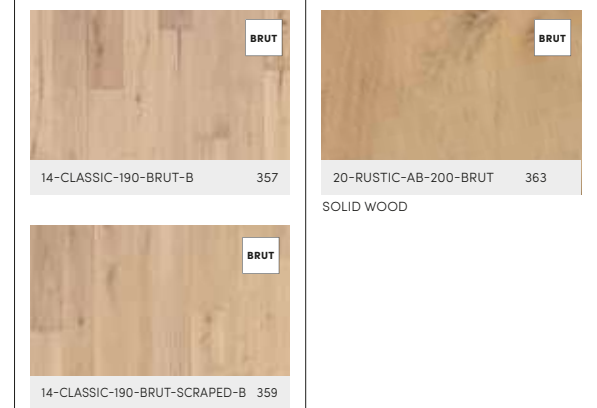 BRUT
14-CLASSIC-190-BRUT-B 357
BRUT
14-CLASSIC-190-BRUT-SCRAPED-B 359
BRUT
20-RUSTIC-AB-200-BRUT 363
SOLID WOOD